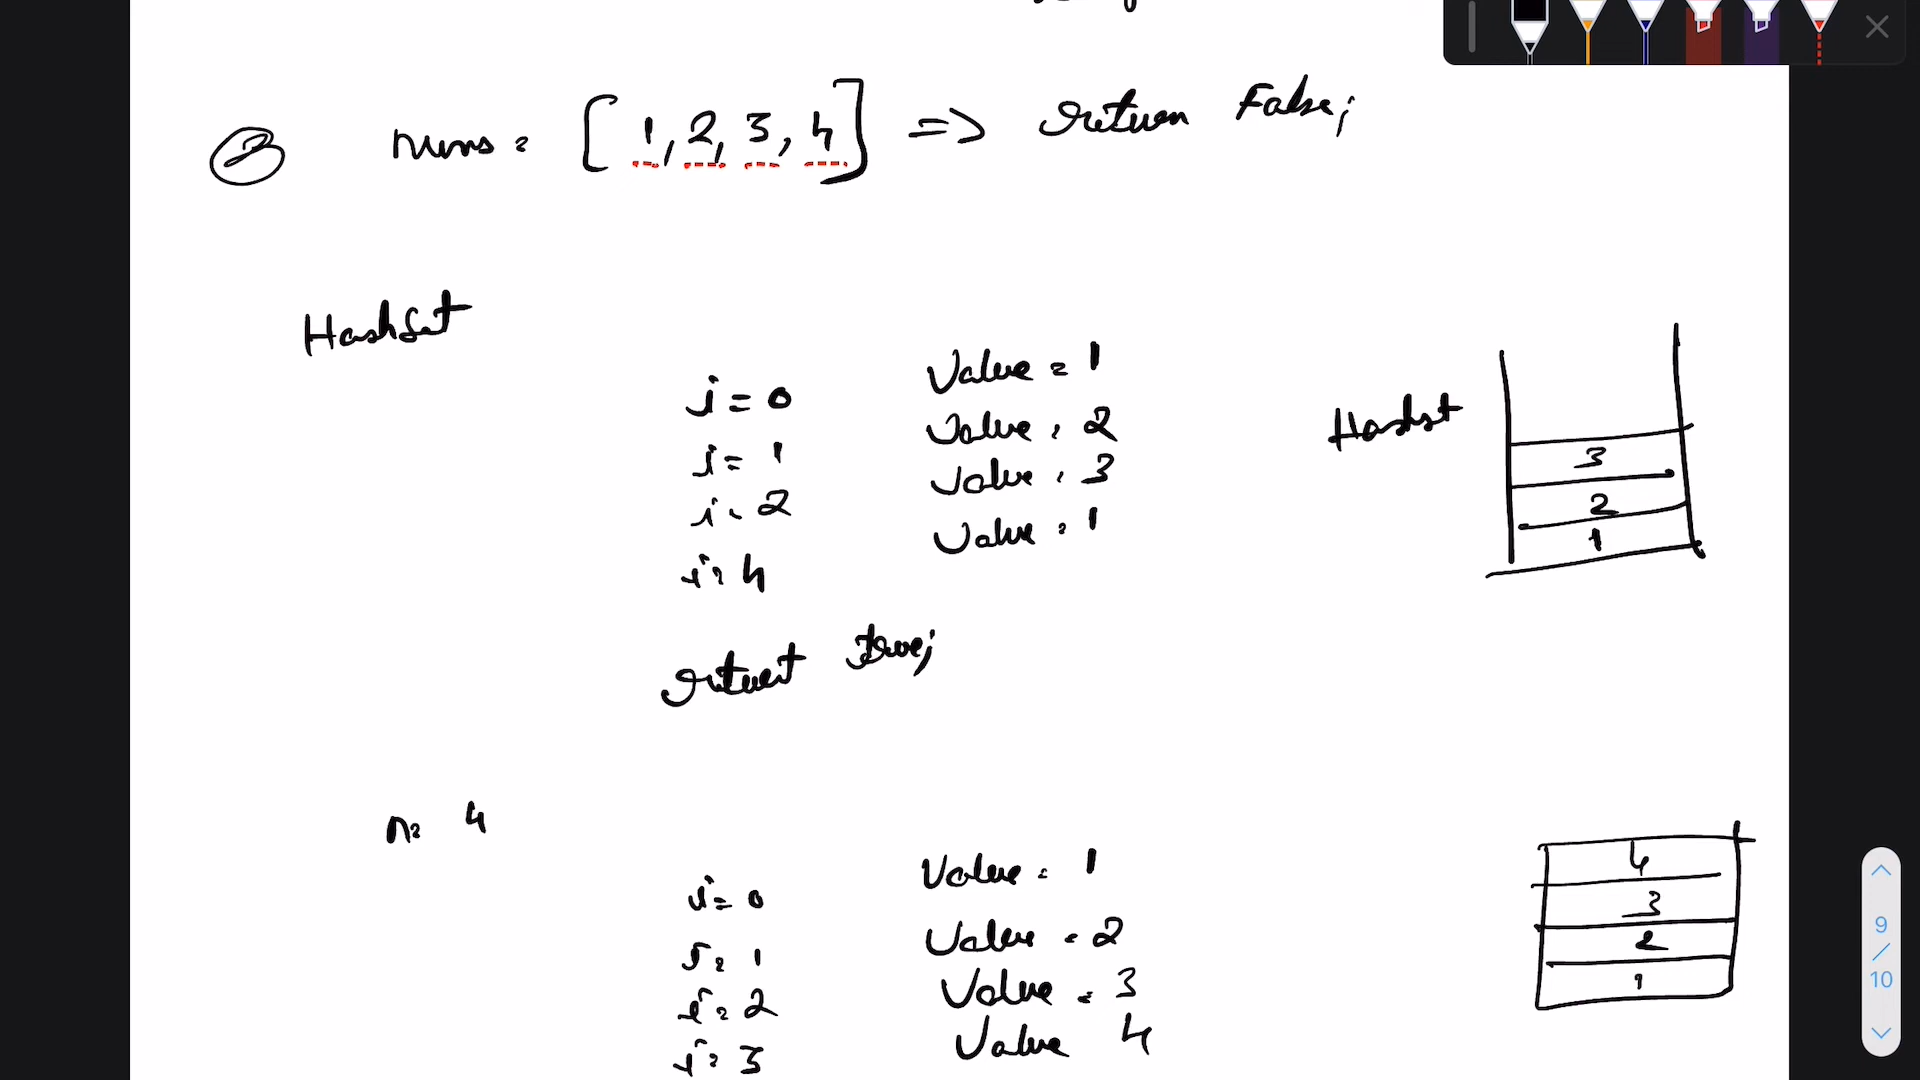 2 nums = [1, 2, 3, 4] => return False;
HashSet
i = 0 Value = 1
i = 1 Value = 2
i = 2 Value = 3
i = 4 Value = 1
Hashst
3
2
1
return true;
n = 4
i = 0 Value = 1
i = 1 Value = 2
i = 2 Value = 3
i = 3 Value 4
4
3
2
1
9
/
10